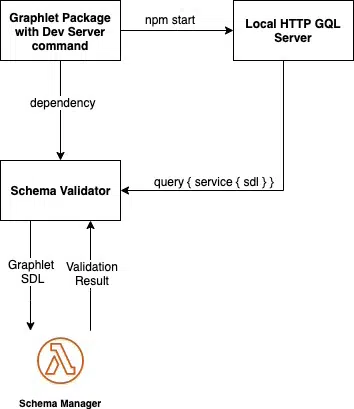 Graphlet Package
with Dev Server
command
npm start
Local HTTP GQL
Server
dependency
Schema Validator
query { service { sdl } }
Graphlet
SDL
Validation
Result
Schema Manager